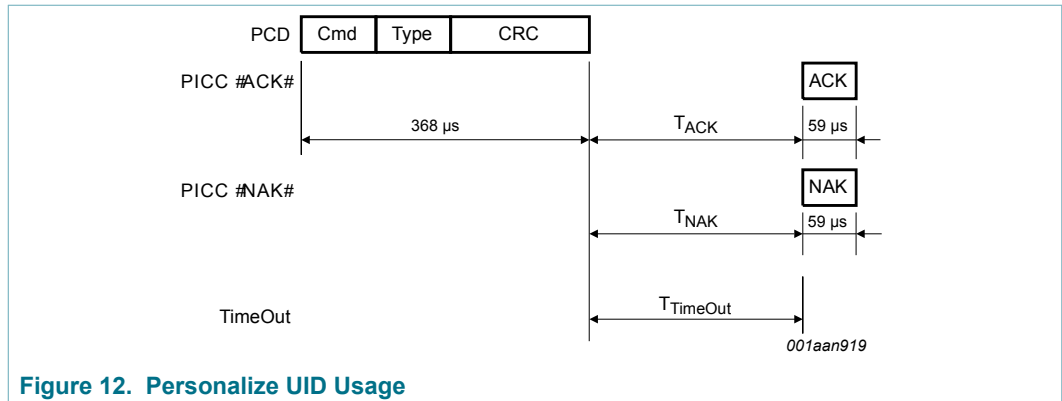 PCD Cmd Type CRC
PICC #ACK# ACK
368 µs TACK 59 µs
PICC #NAK# NAK
TNAK 59 µs
TimeOut TTimeOut
001aan919
Figure 12. Personalize UID Usage